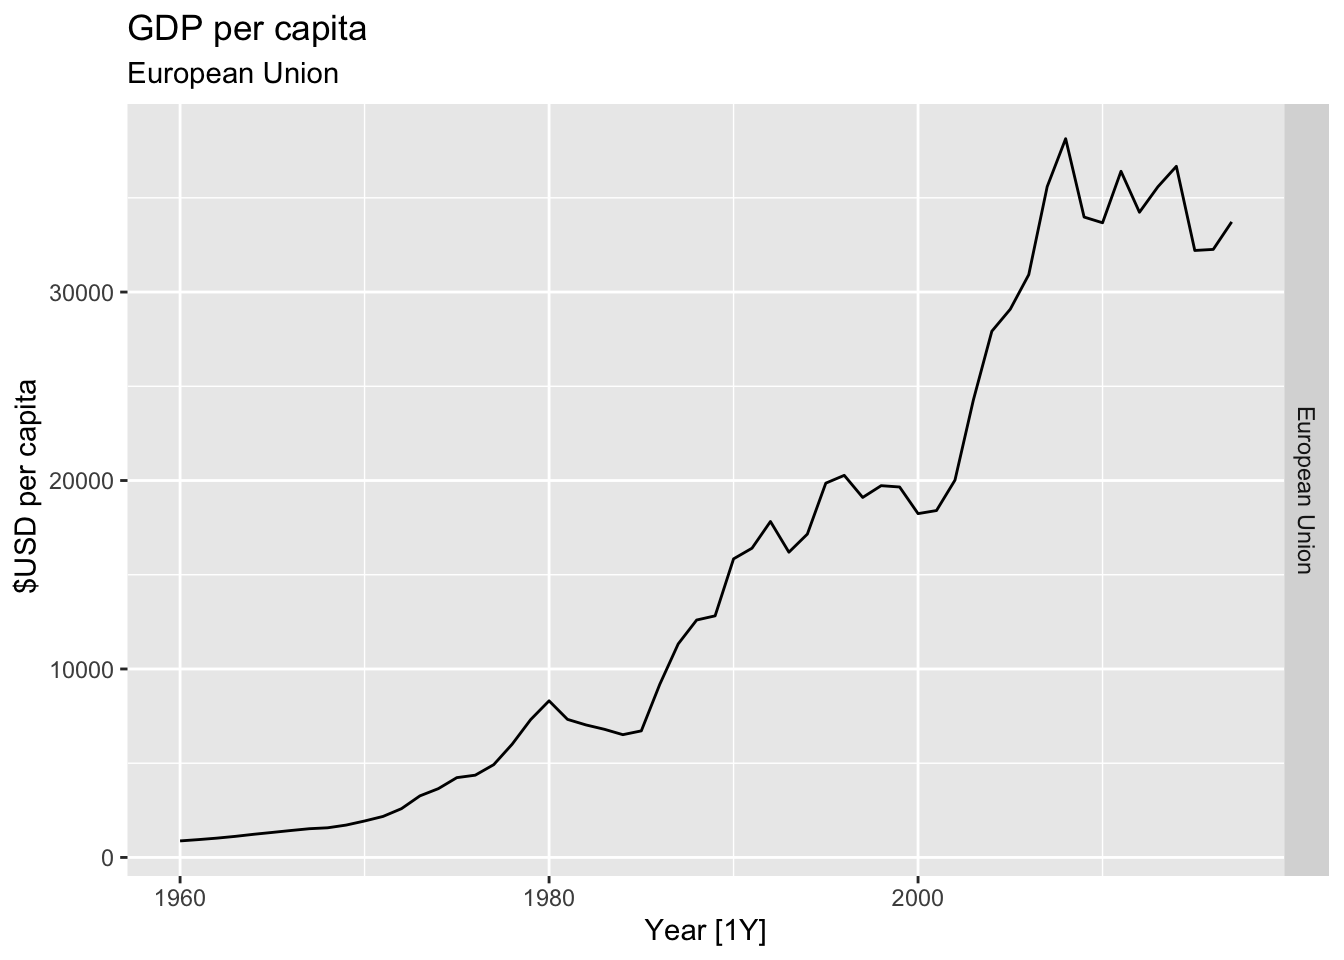 GDP per capita
European Union
$USD per capita
30000
20000
10000
0
European Union
1960 1980 2000
Year [1Y]